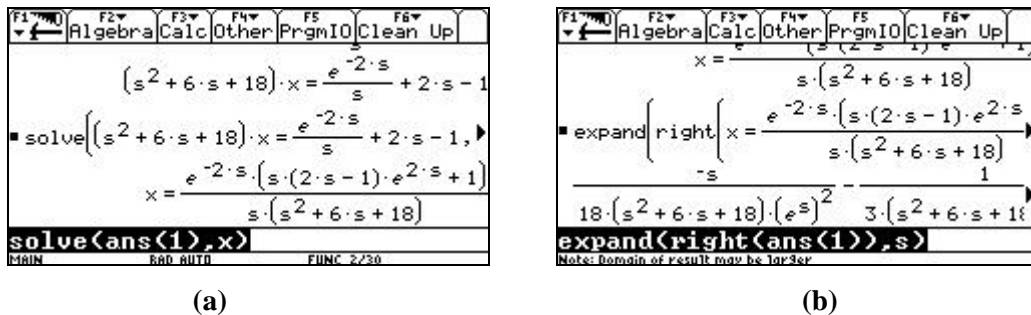 F1 F2 Algebra F3 Calc F4 Other F5 PrgmIO F6 Clean Up
s
(s² + 6·s + 18)·x = e^-2·s / s + 2·s - 1
▪ solve((s² + 6·s + 18)·x = e^-2·s / s + 2·s - 1,
x = e^-2·s·(s·(2·s - 1)·e^2·s + 1) / s·(s² + 6·s + 18)
solve(ans(1),x)
MAIN RAD AUTO FUNC 2/30
(a)
F1 F2 Algebra F3 Calc F4 Other F5 PrgmIO F6 Clean Up
x = / s·(s² + 6·s + 18)
▪ expand(right(x = e^-2·s·(s·(2·s - 1)·e^2·s / s·(s² + 6·s + 18)
-s / 18·(s² + 6·s + 18)·(e^s)² - 1 / 3·(s² + 6·s + 18
expand(right(ans(1)),s)
Note: Domain of result may be larger
(b)